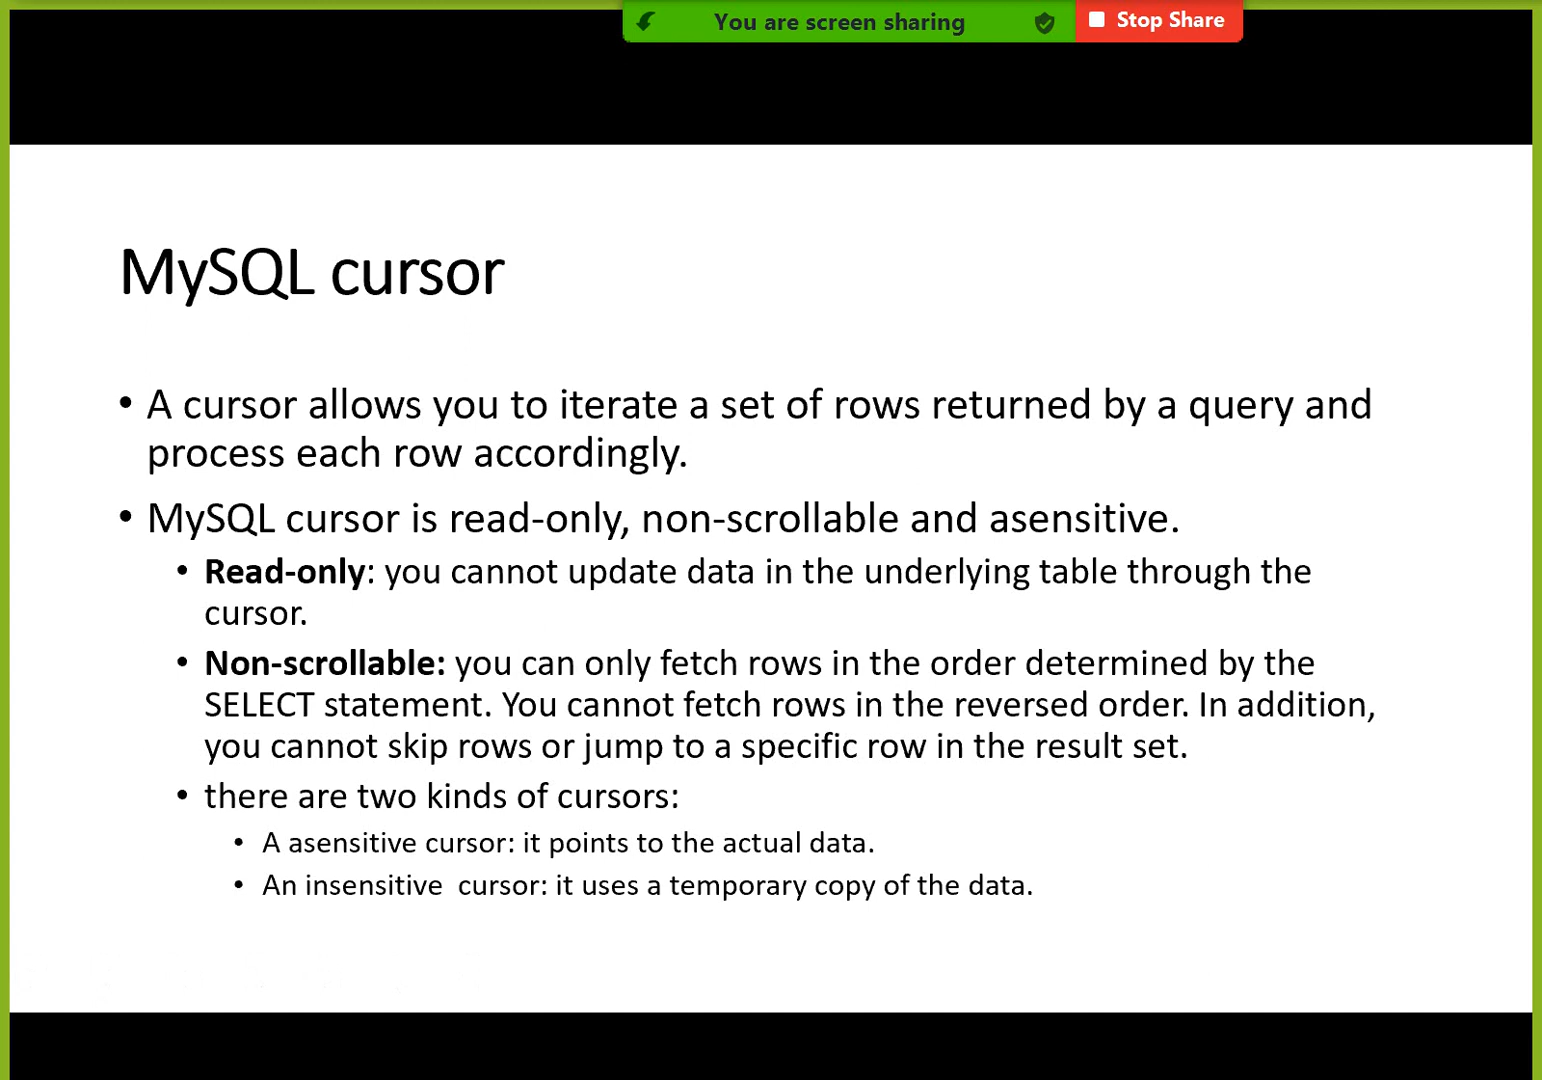 You are screen sharing
Stop Share
MySQL cursor
• A cursor allows you to iterate a set of rows returned by a query and
process each row accordingly.
• MySQL cursor is read-only, non-scrollable and asensitive.
• Read-only: you cannot update data in the underlying table through the
cursor.
• Non-scrollable: you can only fetch rows in the order determined by the
SELECT statement. You cannot fetch rows in the reversed order. In addition,
you cannot skip rows or jump to a specific row in the result set.
• there are two kinds of cursors:
• A asensitive cursor: it points to the actual data.
• An insensitive  cursor: it uses a temporary copy of the data.